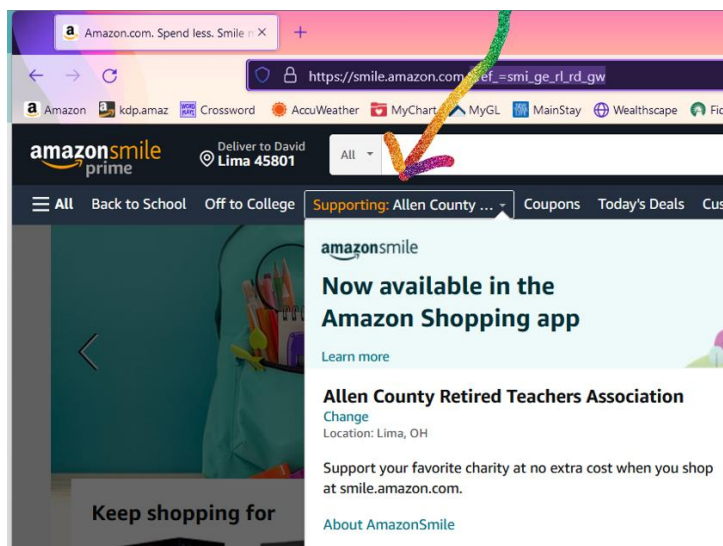 Amazon.com. Spend less. Smile
https://smile.amazon.com ref_=smi_ge_rl_rd_gw
Amazon kdp.amaz Crossword AccuWeather MyChart MyGL MainStay Wealthscape
amazonsmile
prime
Deliver to David
Lima 45801
All
All Back to School Off to College Supporting: Allen County ... Coupons Today's Deals
amazonsmile
Now available in the
Amazon Shopping app
Learn more
Allen County Retired Teachers Association
Change
Location: Lima, OH
Support your favorite charity at no extra cost when you shop
at smile.amazon.com.
About AmazonSmile
Keep shopping for